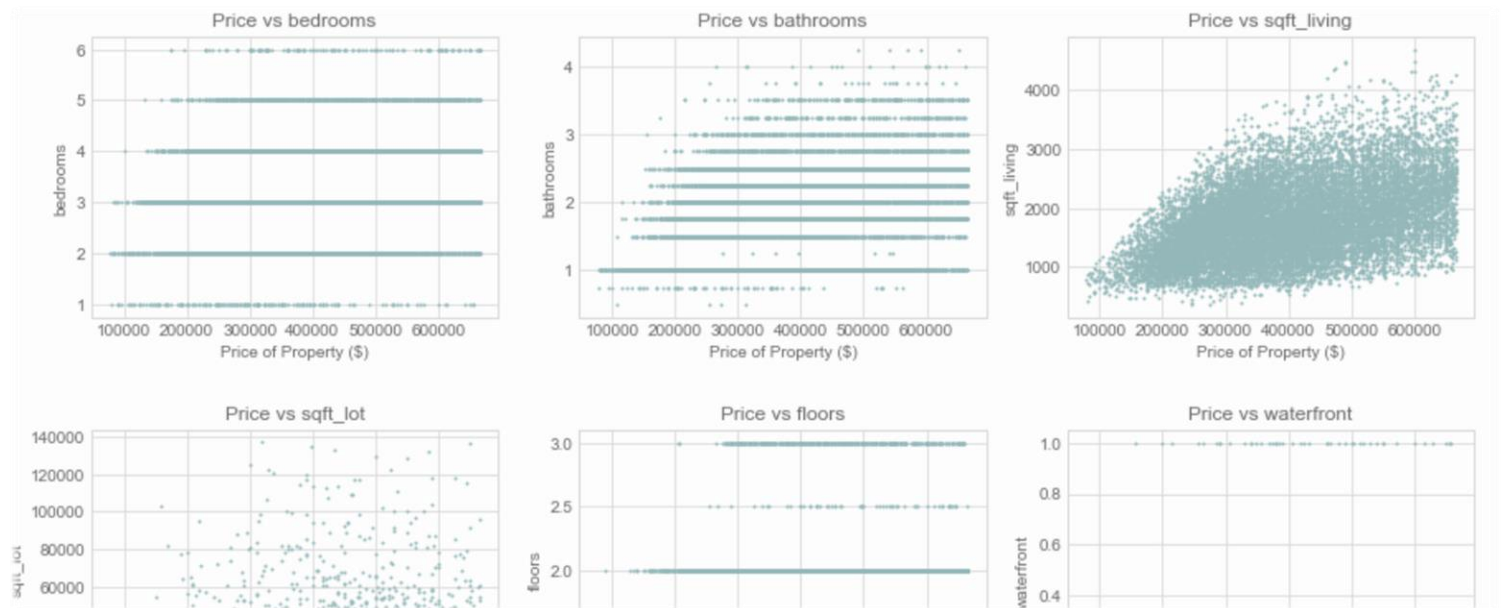 Price vs bedrooms
6
5
4
3
2
1
bedrooms
100000 200000 300000 400000 500000 600000
Price of Property ($)
Price vs bathrooms
4
3
2
1
bathrooms
100000 200000 300000 400000 500000 600000
Price of Property ($)
Price vs sqft_living
4000
3000
2000
1000
sqft_living
100000 200000 300000 400000 500000 600000
Price of Property ($)
Price vs sqft_lot
140000
120000
100000
80000
60000
sqft_lot
Price vs floors
3.0
2.5
2.0
floors
Price vs waterfront
1.0
0.8
0.6
0.4
waterfront